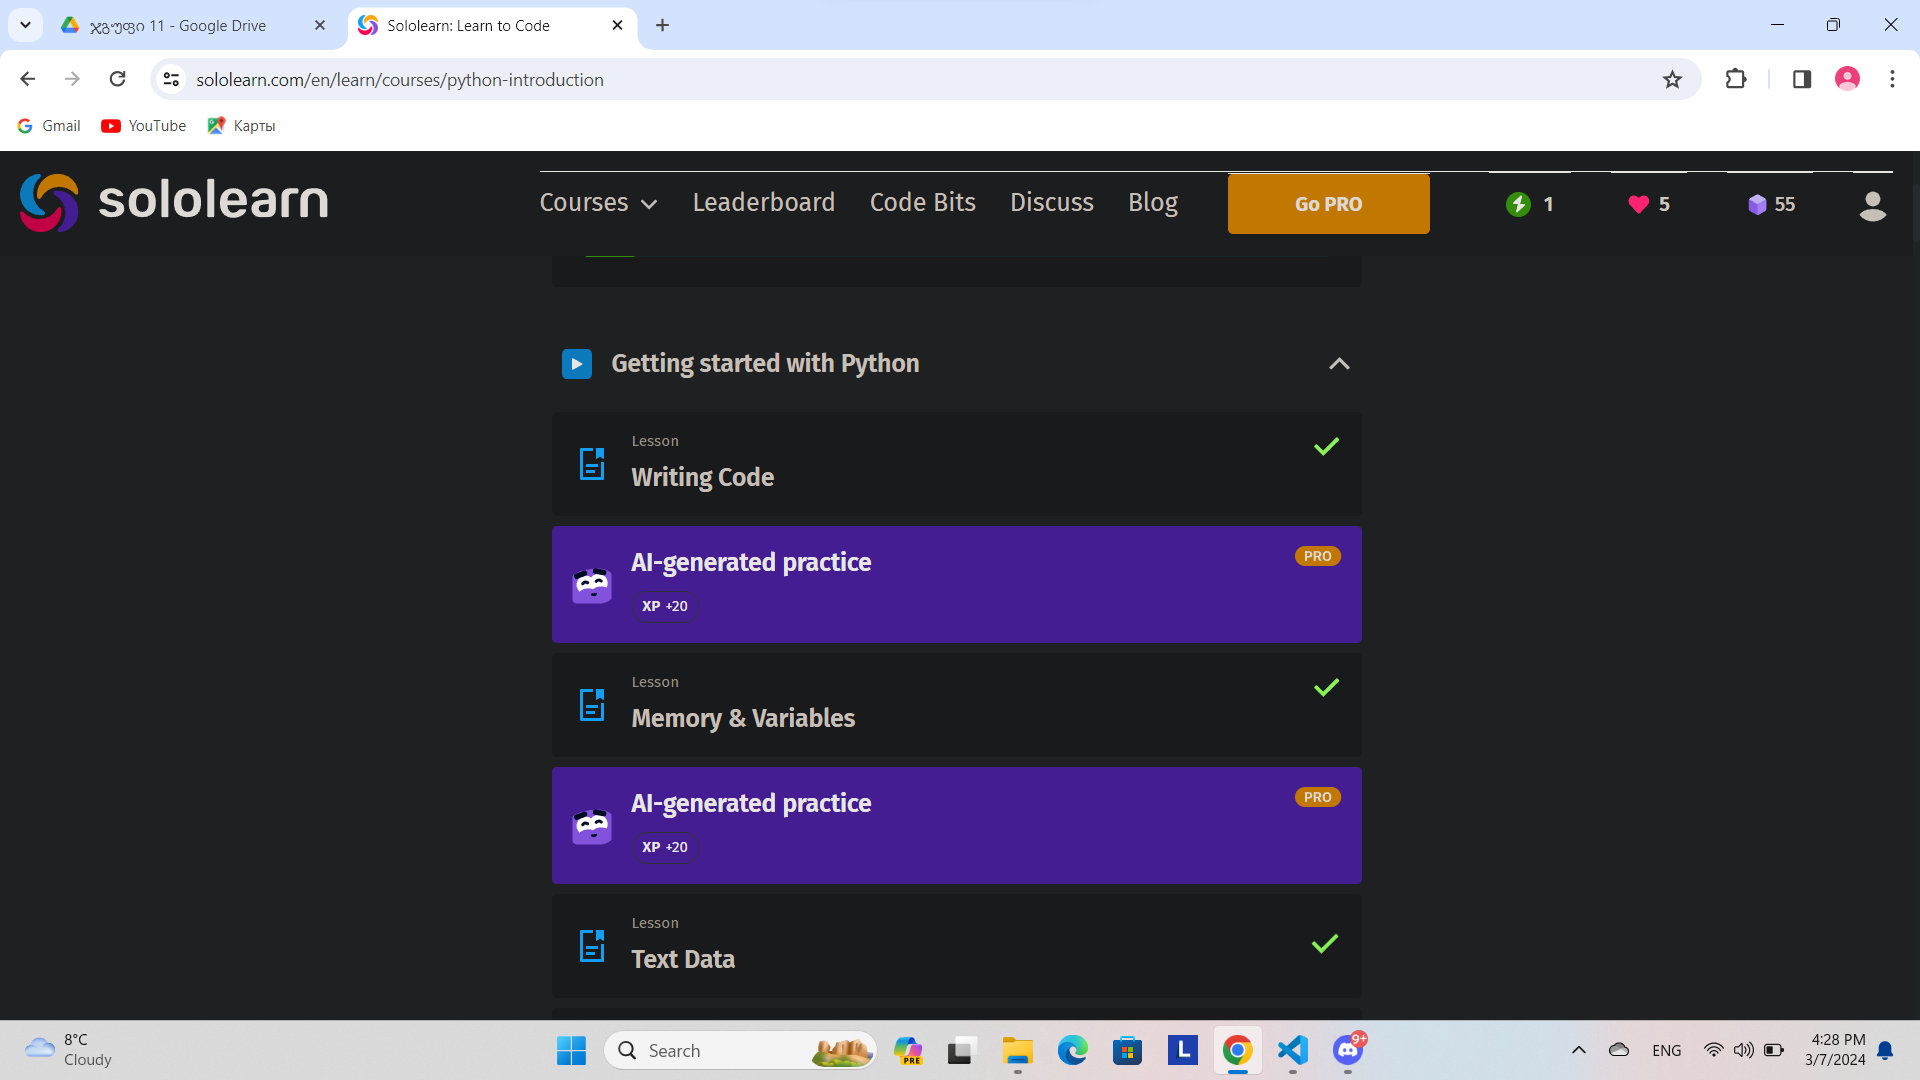 ჯგუფი 11 - Google Drive
Sololearn: Learn to Code
sololearn.com/en/learn/courses/python-introduction
Gmail
YouTube
Карты
sololearn
Courses
Leaderboard
Code Bits
Discuss
Blog
Go PRO
1
5
55
Getting started with Python
Lesson
Writing Code
AI-generated practice
PRO
XP +20
Lesson
Memory & Variables
AI-generated practice
PRO
XP +20
Lesson
Text Data
8°C
Cloudy
Search
PRE
L
9+
ENG
4:28 PM
3/7/2024